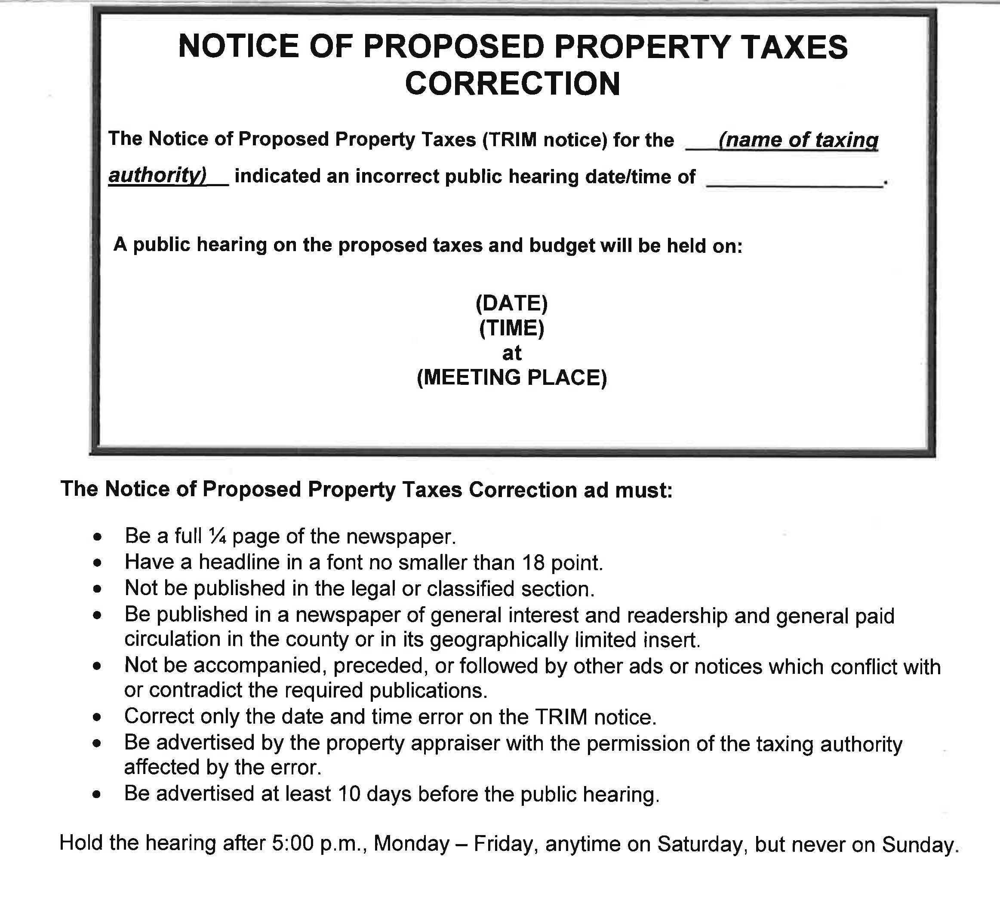 NOTICE OF PROPOSED PROPERTY TAXES
CORRECTION
The Notice of Proposed Property Taxes (TRIM notice) for the ___(name of taxing
authority)__ indicated an incorrect public hearing date/time of _______________.
A public hearing on the proposed taxes and budget will be held on:
(DATE)
(TIME)
at
(MEETING PLACE)
The Notice of Proposed Property Taxes Correction ad must:
• Be a full ¼ page of the newspaper.
• Have a headline in a font no smaller than 18 point.
• Not be published in the legal or classified section.
• Be published in a newspaper of general interest and readership and general paid
circulation in the county or in its geographically limited insert.
• Not be accompanied, preceded, or followed by other ads or notices which conflict with
or contradict the required publications.
• Correct only the date and time error on the TRIM notice.
• Be advertised by the property appraiser with the permission of the taxing authority
affected by the error.
• Be advertised at least 10 days before the public hearing.
Hold the hearing after 5:00 p.m., Monday – Friday, anytime on Saturday, but never on Sunday.